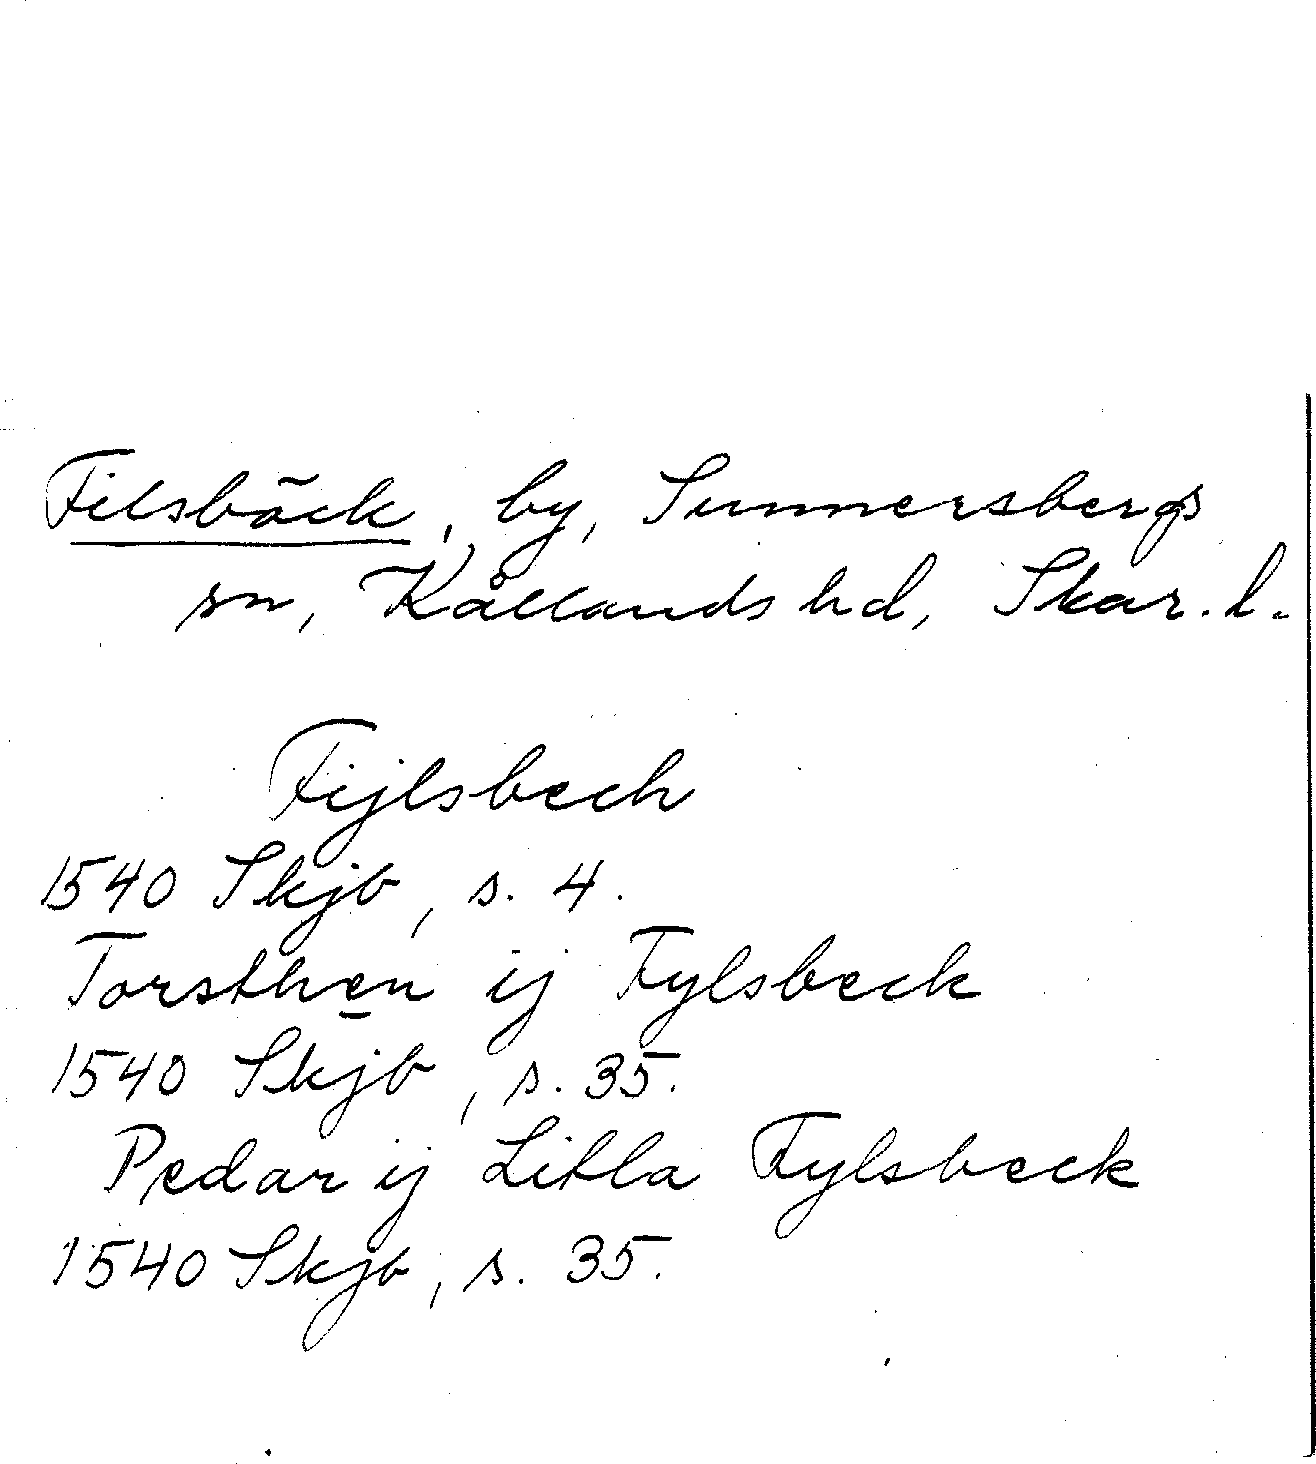 Filsbäck, by, Sunnersbergs
sn, Kållands hd, Skar. l.
Fijlsbech
1540 Skjb, s. 4.
Torsthen ij Fylsbeck
1540 Skjb, s. 35.
Pedar ij Litla Fylsbeck
1540 Skjb, s. 35.